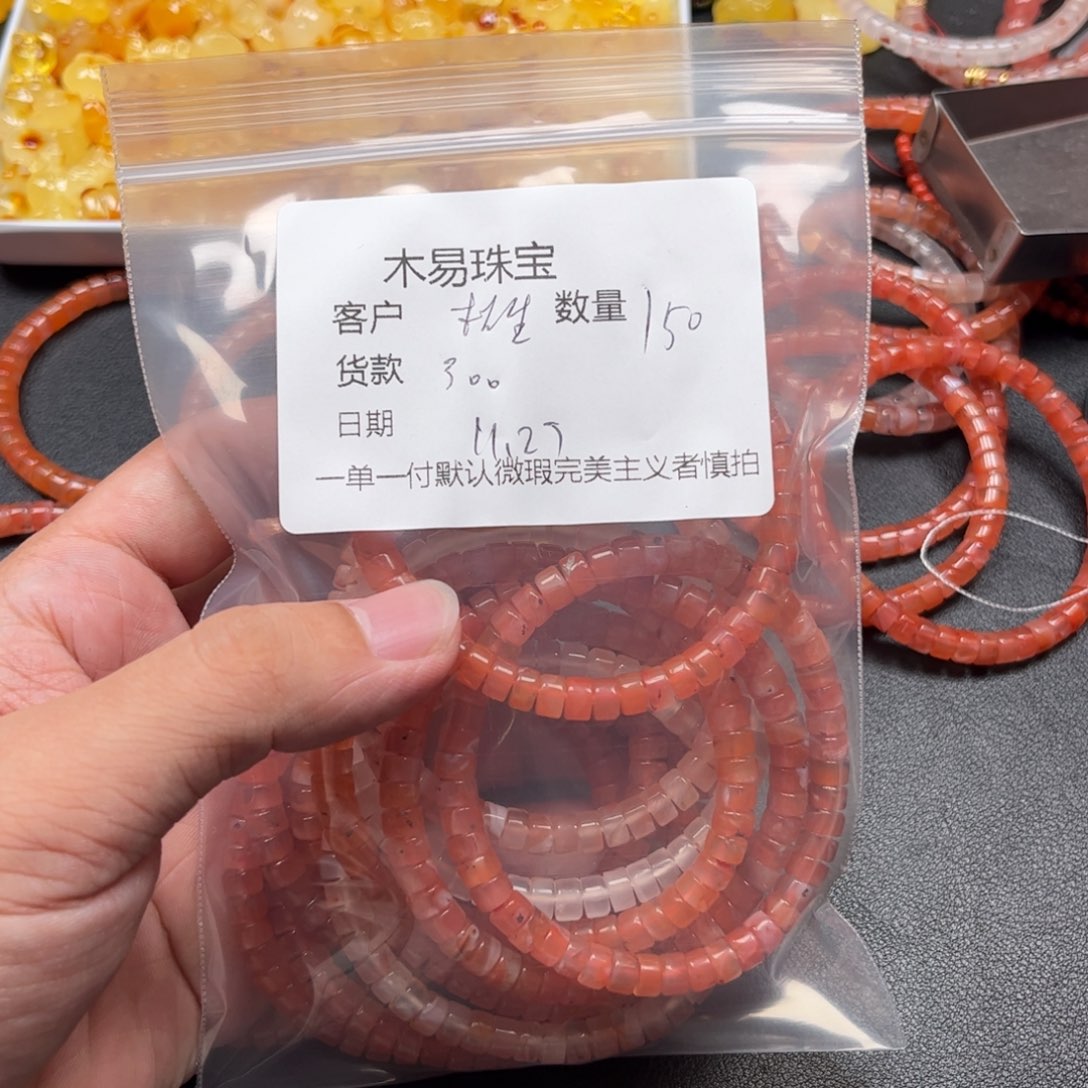 木易珠宝
客户 数量 150
货款 300
日期 11.27
一单一付默认微瑕完美主义者慎拍